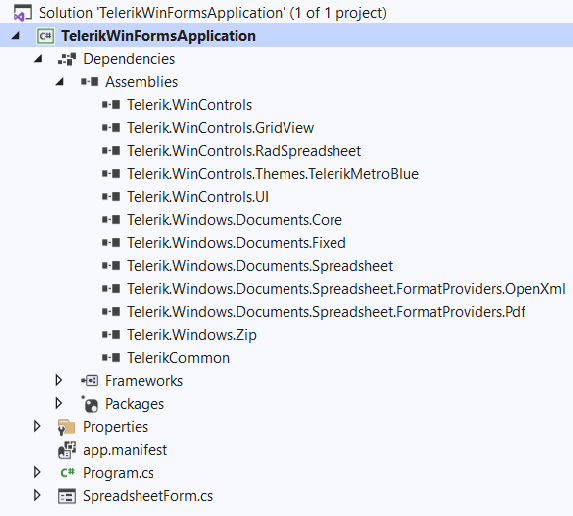 Solution 'TelerikWinFormsApplication' (1 of 1 project)
C# TelerikWinFormsApplication
Dependencies
Assemblies
Telerik.WinControls
Telerik.WinControls.GridView
Telerik.WinControls.RadSpreadsheet
Telerik.WinControls.Themes.TelerikMetroBlue
Telerik.WinControls.UI
Telerik.Windows.Documents.Core
Telerik.Windows.Documents.Fixed
Telerik.Windows.Documents.Spreadsheet
Telerik.Windows.Documents.Spreadsheet.FormatProviders.OpenXml
Telerik.Windows.Documents.Spreadsheet.FormatProviders.Pdf
Telerik.Windows.Zip
TelerikCommon
Frameworks
Packages
Properties
app.manifest
C# Program.cs
SpreadsheetForm.cs